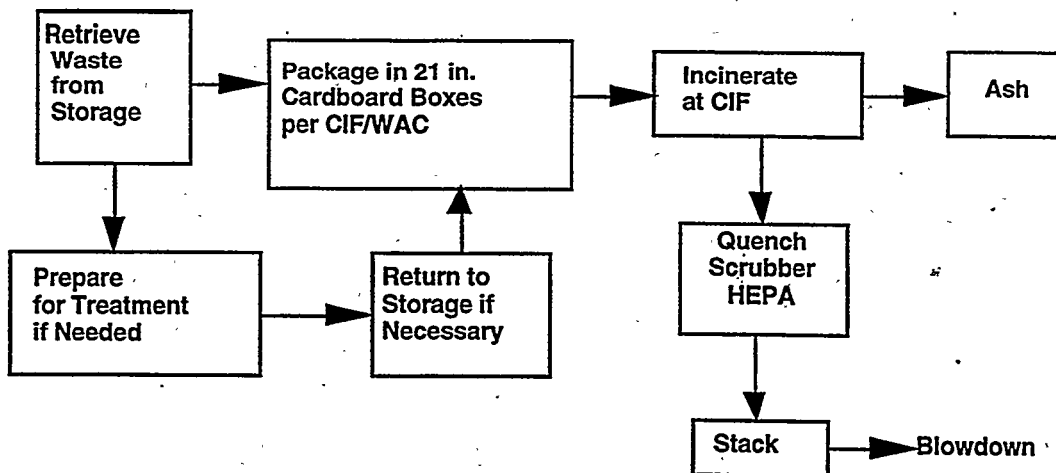 Retrieve
Waste
from
Storage
Package in 21 in.
Cardboard Boxes
per CIF/WAC
Incinerate
at CIF
Ash
Prepare
for Treatment
if Needed
Return to
Storage if
Necessary
Quench
Scrubber
HEPA
Stack
Blowdown